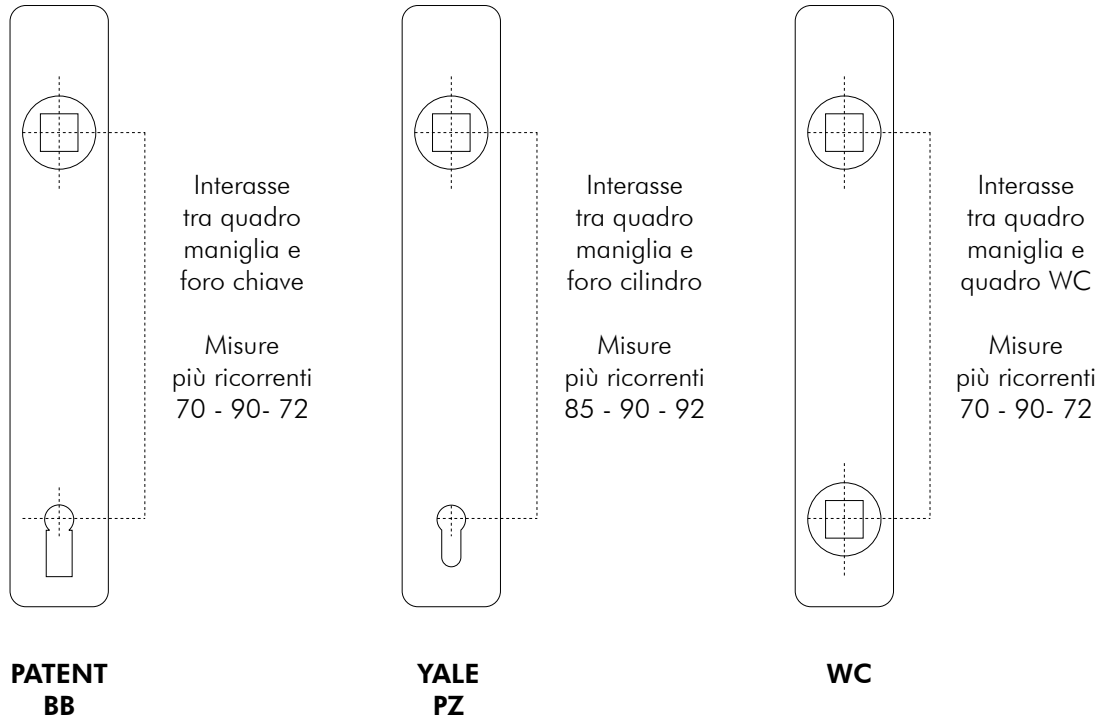 Interasse
tra quadro
maniglia e
foro chiave
Misure
più ricorrenti
70 - 90- 72
PATENT
BB
Interasse
tra quadro
maniglia e
foro cilindro
Misure
più ricorrenti
85 - 90 - 92
YALE
PZ
Interasse
tra quadro
maniglia e
quadro WC
Misure
più ricorrenti
70 - 90- 72
WC